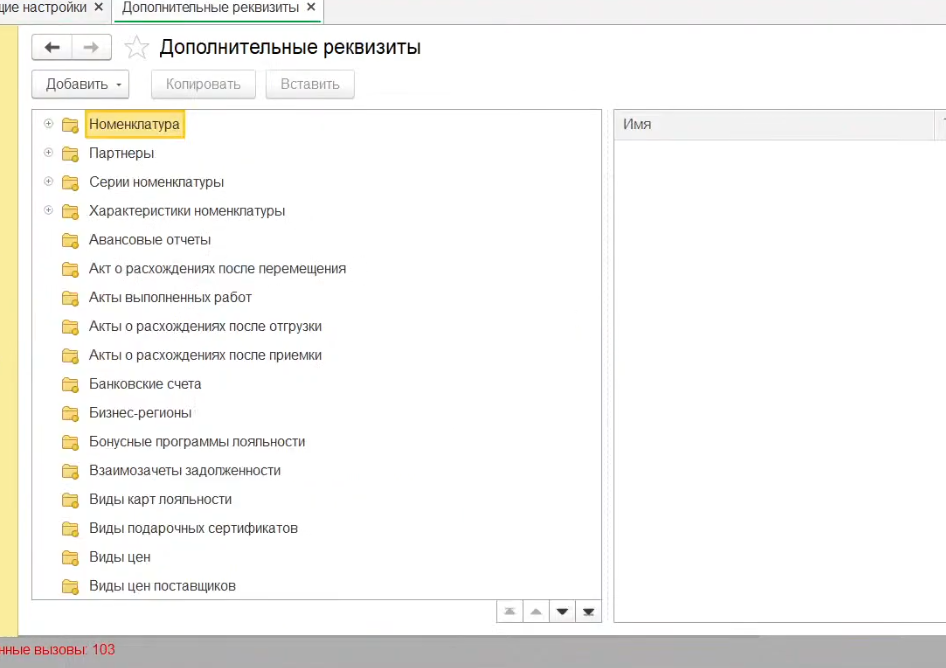 щие настройки × Дополнительные реквизиты ×
Дополнительные реквизиты
Добавить Копировать Вставить
Номенклатура Имя
Партнеры
Серии номенклатуры
Характеристики номенклатуры
Авансовые отчеты
Акт о расхождениях после перемещения
Акты выполненных работ
Акты о расхождениях после отгрузки
Акты о расхождениях после приемки
Банковские счета
Бизнес-регионы
Бонусные программы лояльности
Взаимозачеты задолженности
Виды карт лояльности
Виды подарочных сертификатов
Виды цен
Виды цен поставщиков
нные вызовы: 103